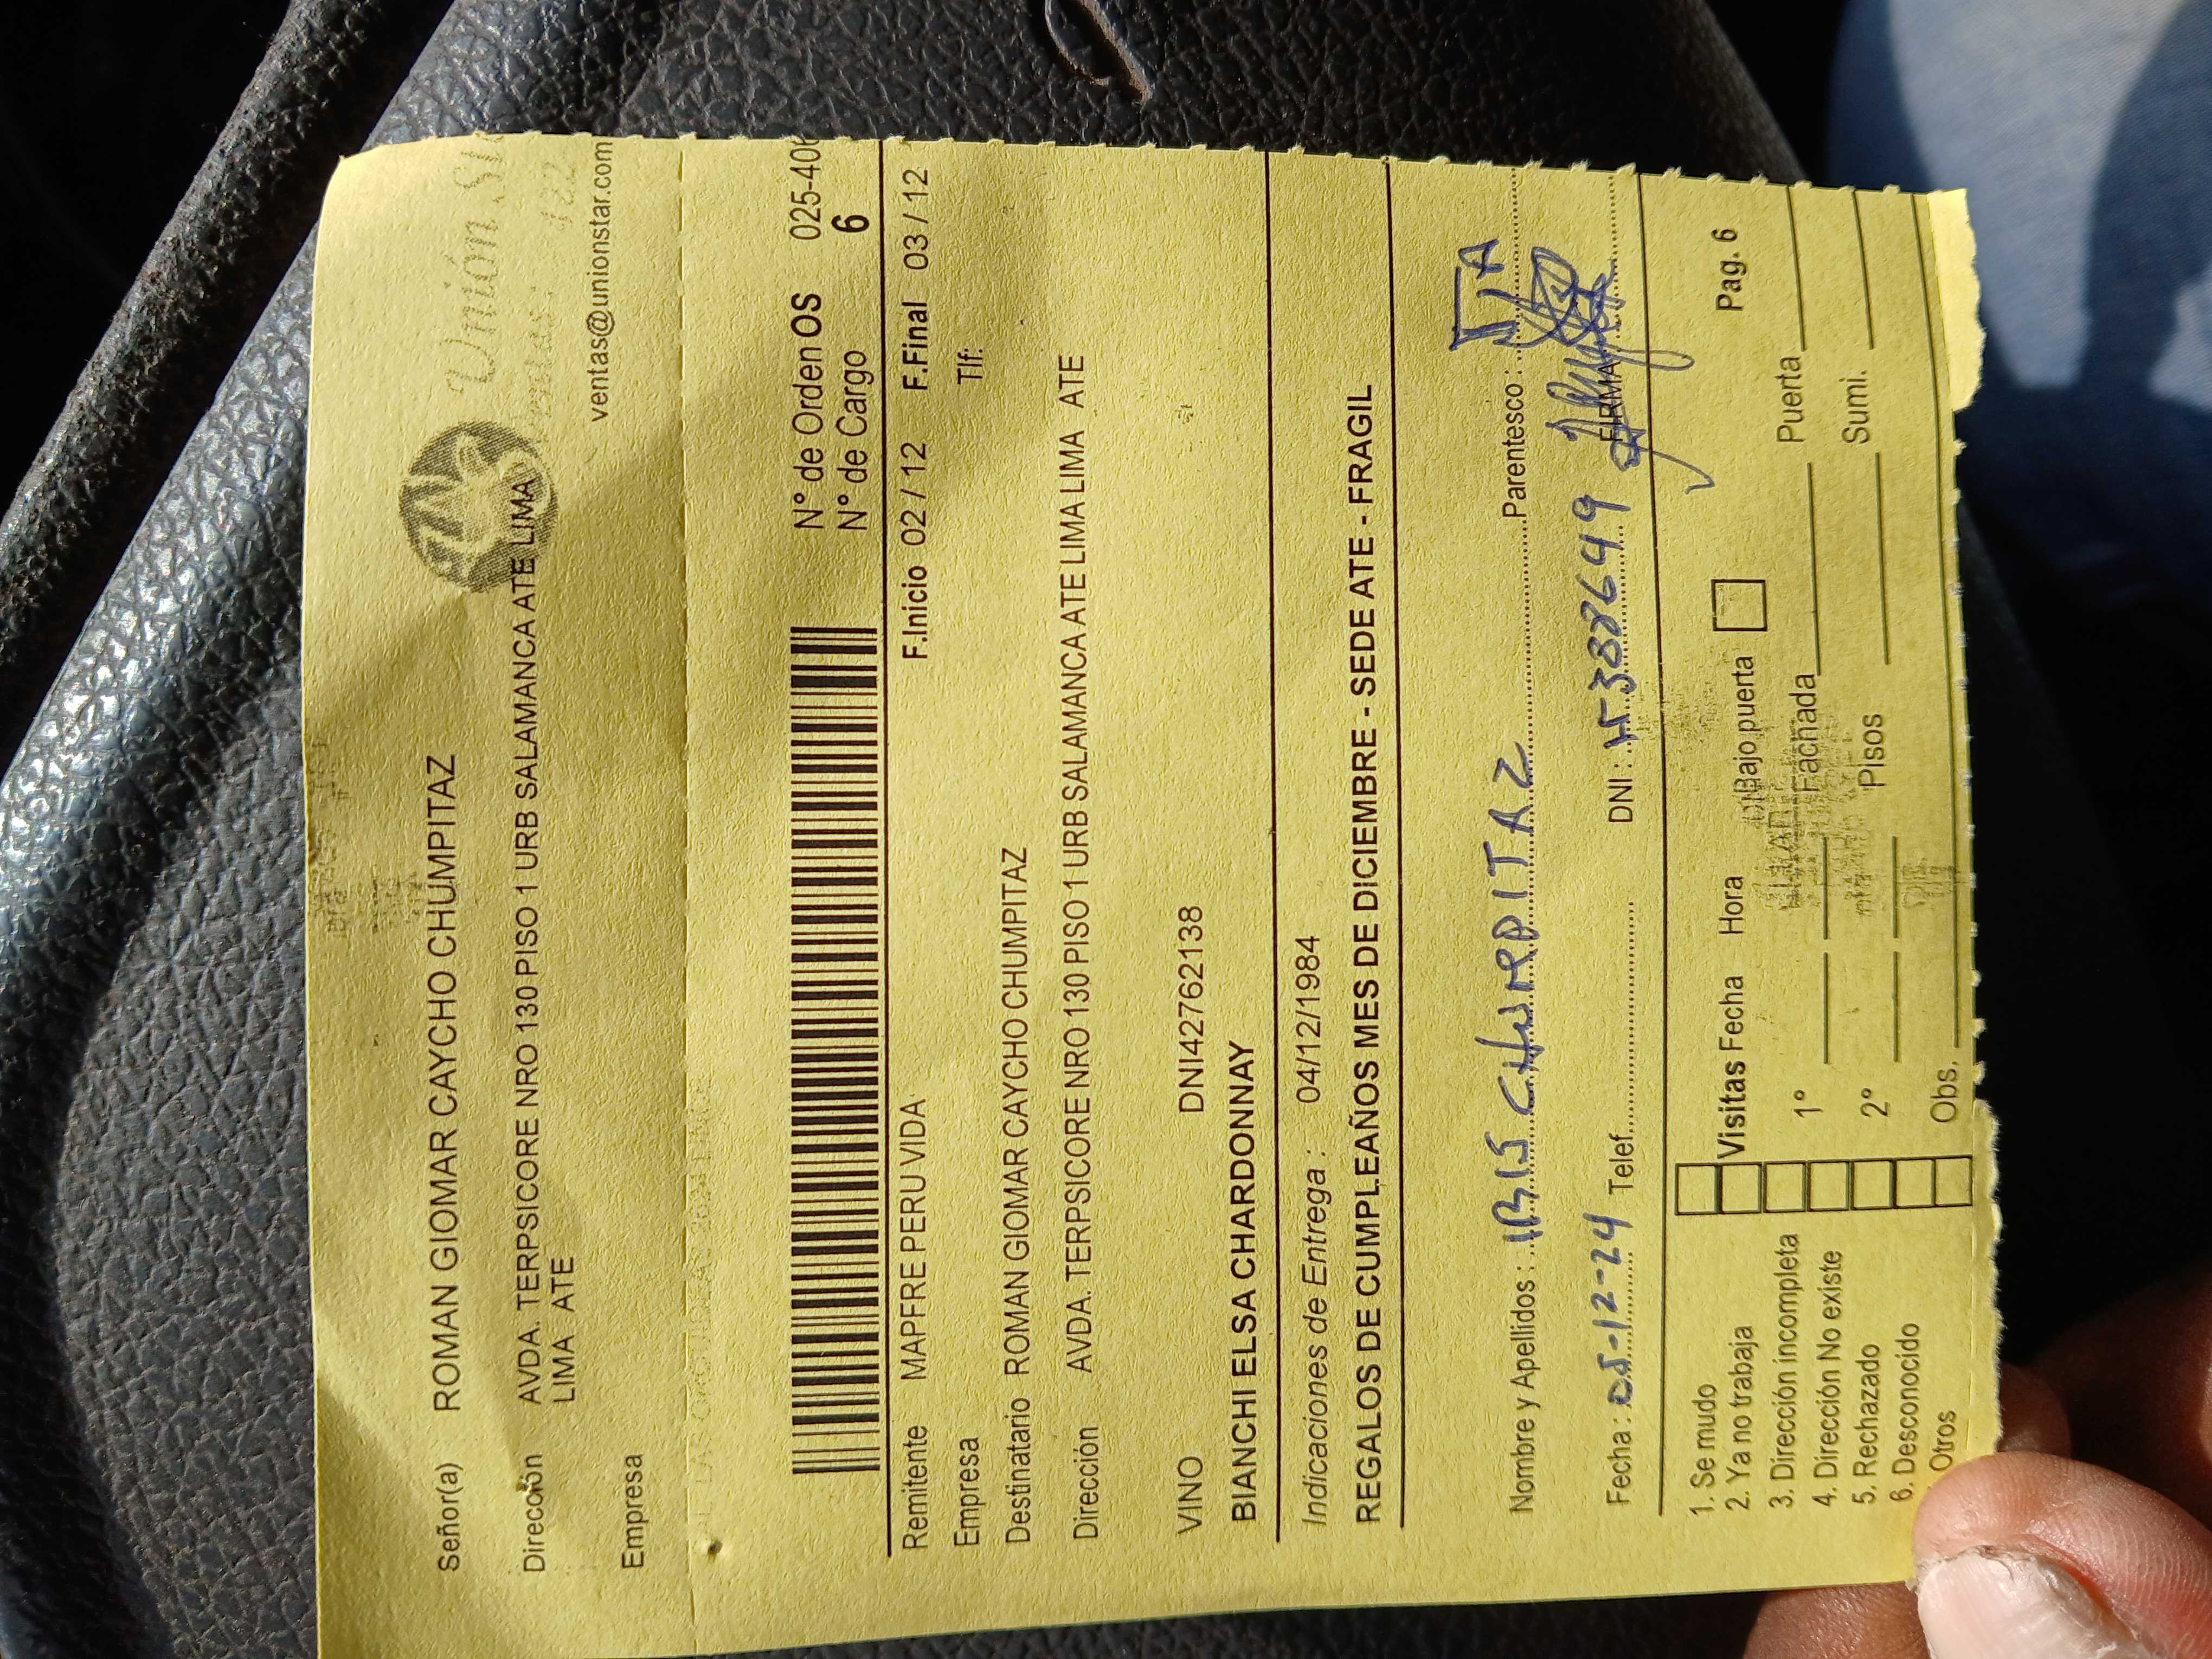 Unión
Señor(a) ROMAN GIOMAR CAYCHO CHUMPITAZ
Dirección AVDA. TERPSICORE NRO 130 PISO 1 URB SALAMANCA ATE LIMA
LIMA ATE
ventas@unionstar.com
Empresa
N° de Orden OS 025-406
N° de Cargo 6
F.Inicio 02 / 12 F.Final 03 / 12
Remitente MAPFRE PERU VIDA
Empresa Tlf:
Destinatario ROMAN GIOMAR CAYCHO CHUMPITAZ
Dirección AVDA. TERPSICORE NRO 130 PISO 1 URB SALAMANCA ATE LIMA LIMA ATE
VINO DNI42762138
BIANCHI ELSA CHARDONNAY
Indicaciones de Entrega : 04/12/1984
REGALOS DE CUMPLEAÑOS MES DE DICIEMBRE - SEDE ATE - FRAGIL
Nombre y Apellidos : IBIS CHUMPITAZ Parentesco : TIA
Fecha : 05-12-24 Telef. DNI : 15388649 FIRMA
1. Se mudo Visitas Fecha Hora Bajo puerta Pag. 6
2. Ya no trabaja
3. Dirección incompleta 1° Fachada Puerta
4. Dirección No existe
5. Rechazado 2° Pisos Sumi.
6. Desconocido
Otros Obs.